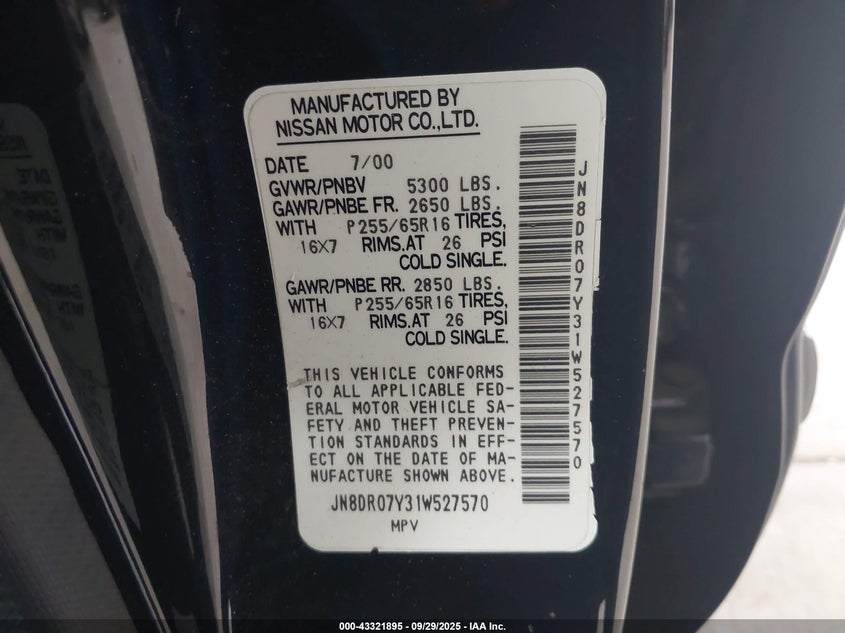 MANUFACTURED BY
NISSAN MOTOR CO.,LTD.
DATE 7/00
GVWR/PNBV 5300 LBS.
GAWR/PNBE FR. 2650 LBS.
WITH P255/65R16 TIRES,
16X7 RIMS.AT 26 PSI
COLD SINGLE.
GAWR/PNBE RR. 2850 LBS.
WITH P255/65R16 TIRES,
16X7 RIMS.AT 26 PSI
COLD SINGLE.
THIS VEHICLE CONFORMS
TO ALL APPLICABLE FED-
ERAL MOTOR VEHICLE SA-
FETY AND THEFT PREVEN-
TION STANDARDS IN EFF-
ECT ON THE DATE OF MA-
NUFACTURE SHOWN ABOVE.
JN8DR07Y31W527570
MPV
JN8DR07Y31W527570
000-43321895 - 09/29/2025 - IAA Inc.